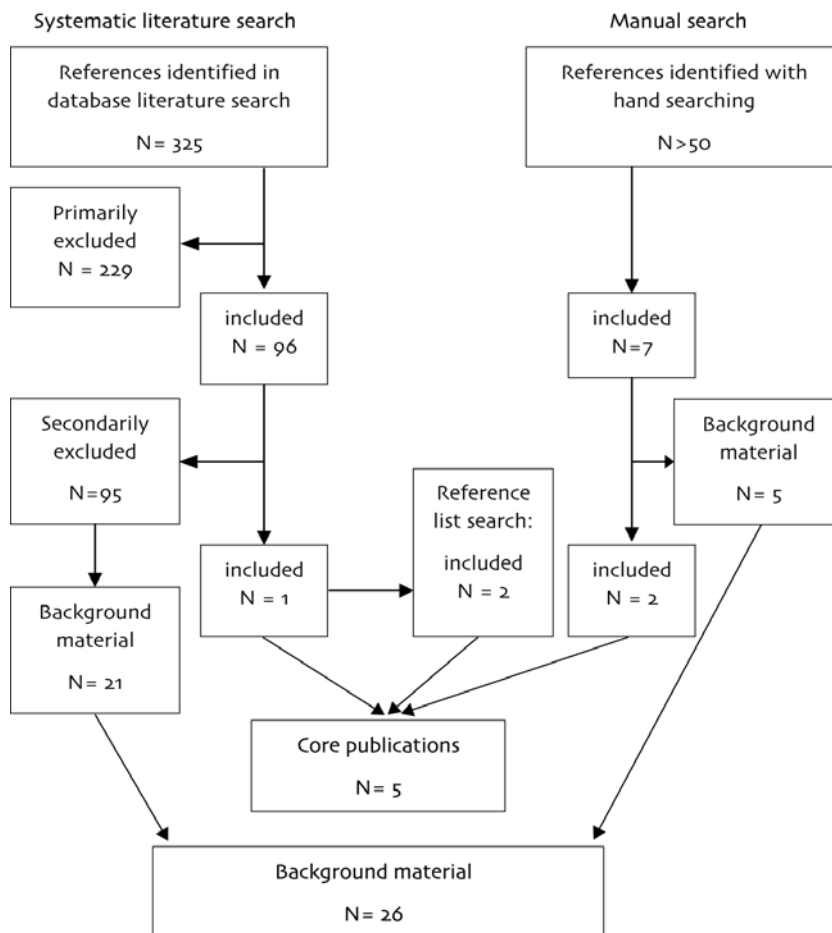 Systematic literature search
Manual search
References identified in
database literature search
N= 325
References identified with
hand searching
N>50
Primarily
excluded
N = 229
included
N = 96
included
N=7
Secondarily
excluded
N=95
Reference
list search:
included
N = 2
Background
material
N= 5
included
N = 1
included
N = 2
Background
material
N= 21
Core publications
N= 5
Background material
N= 26